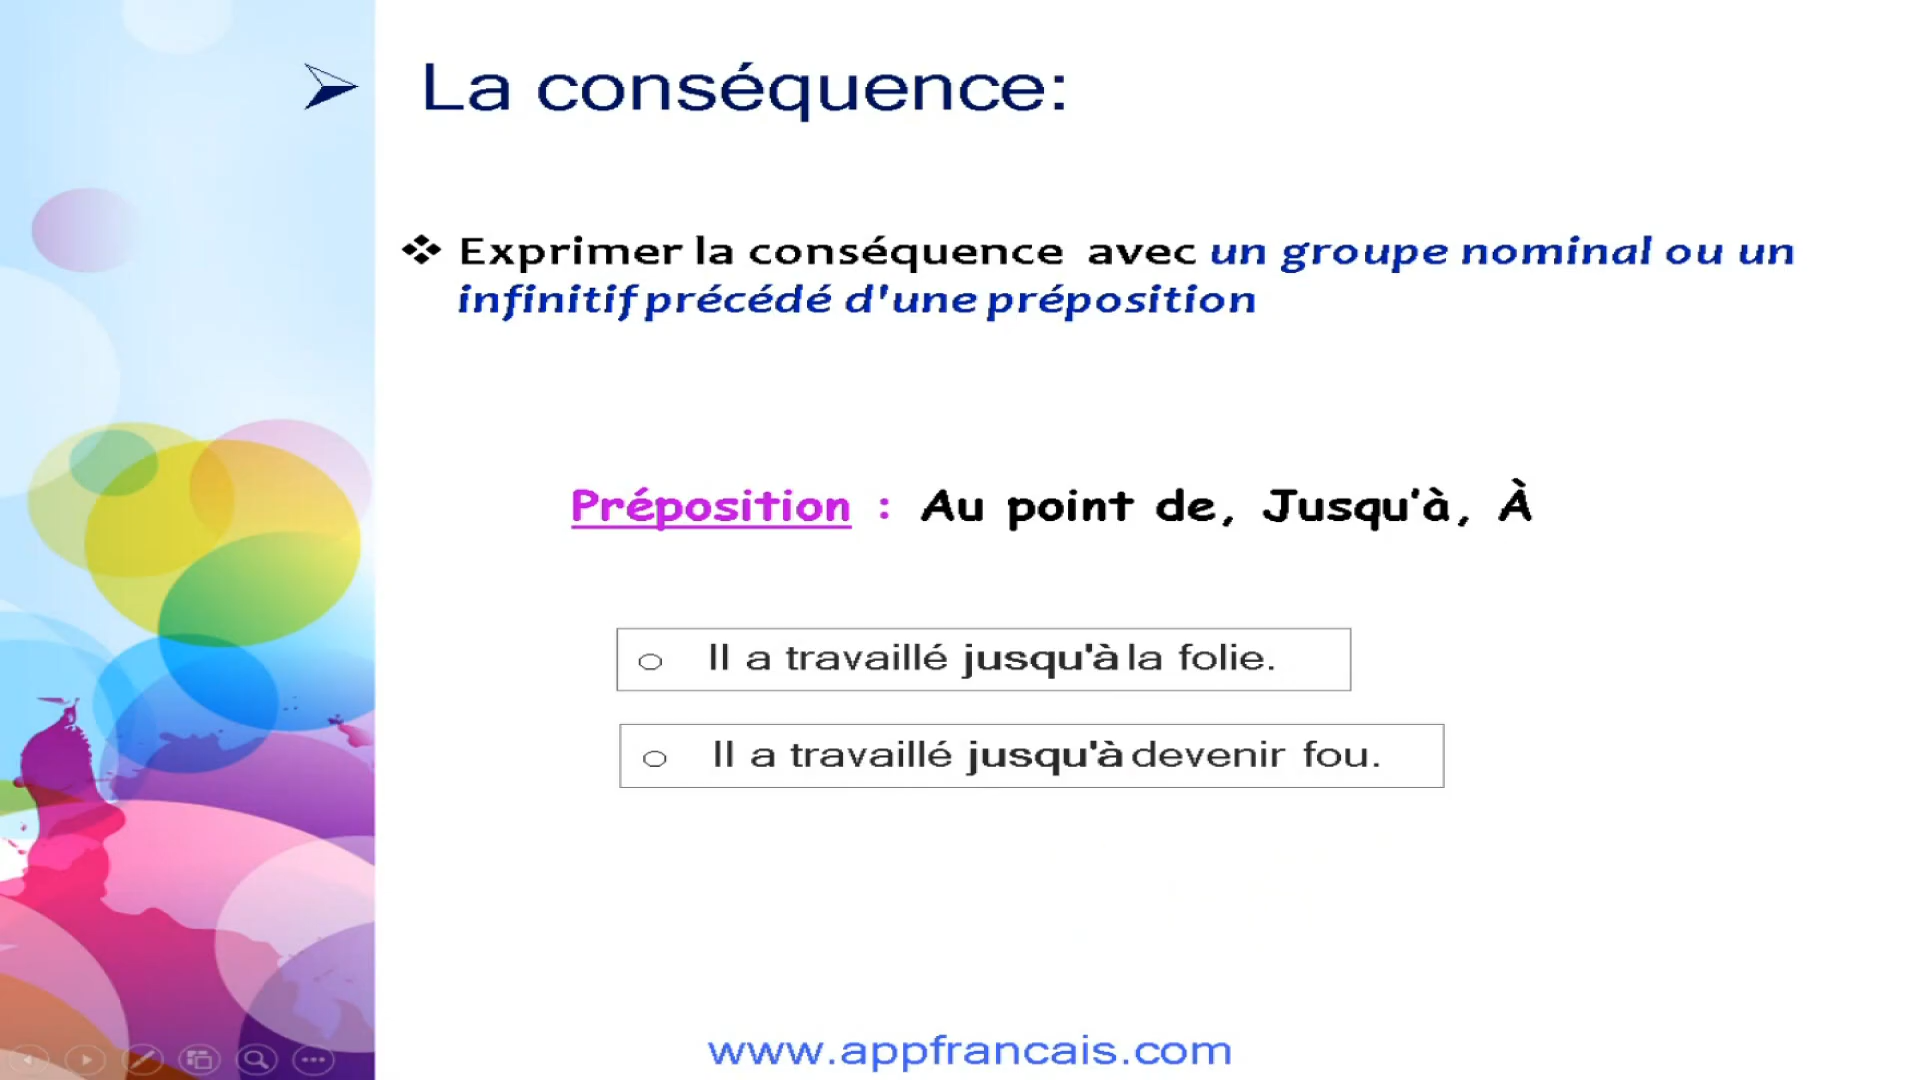 La conséquence:
Exprimer la conséquence avec un groupe nominal ou un
infinitif précédé d'une préposition
Préposition : Au point de, Jusqu’à, À
Il a travaillé jusqu'à la folie.
Il a travaillé jusqu'à devenir fou.
www.appfrancais.com